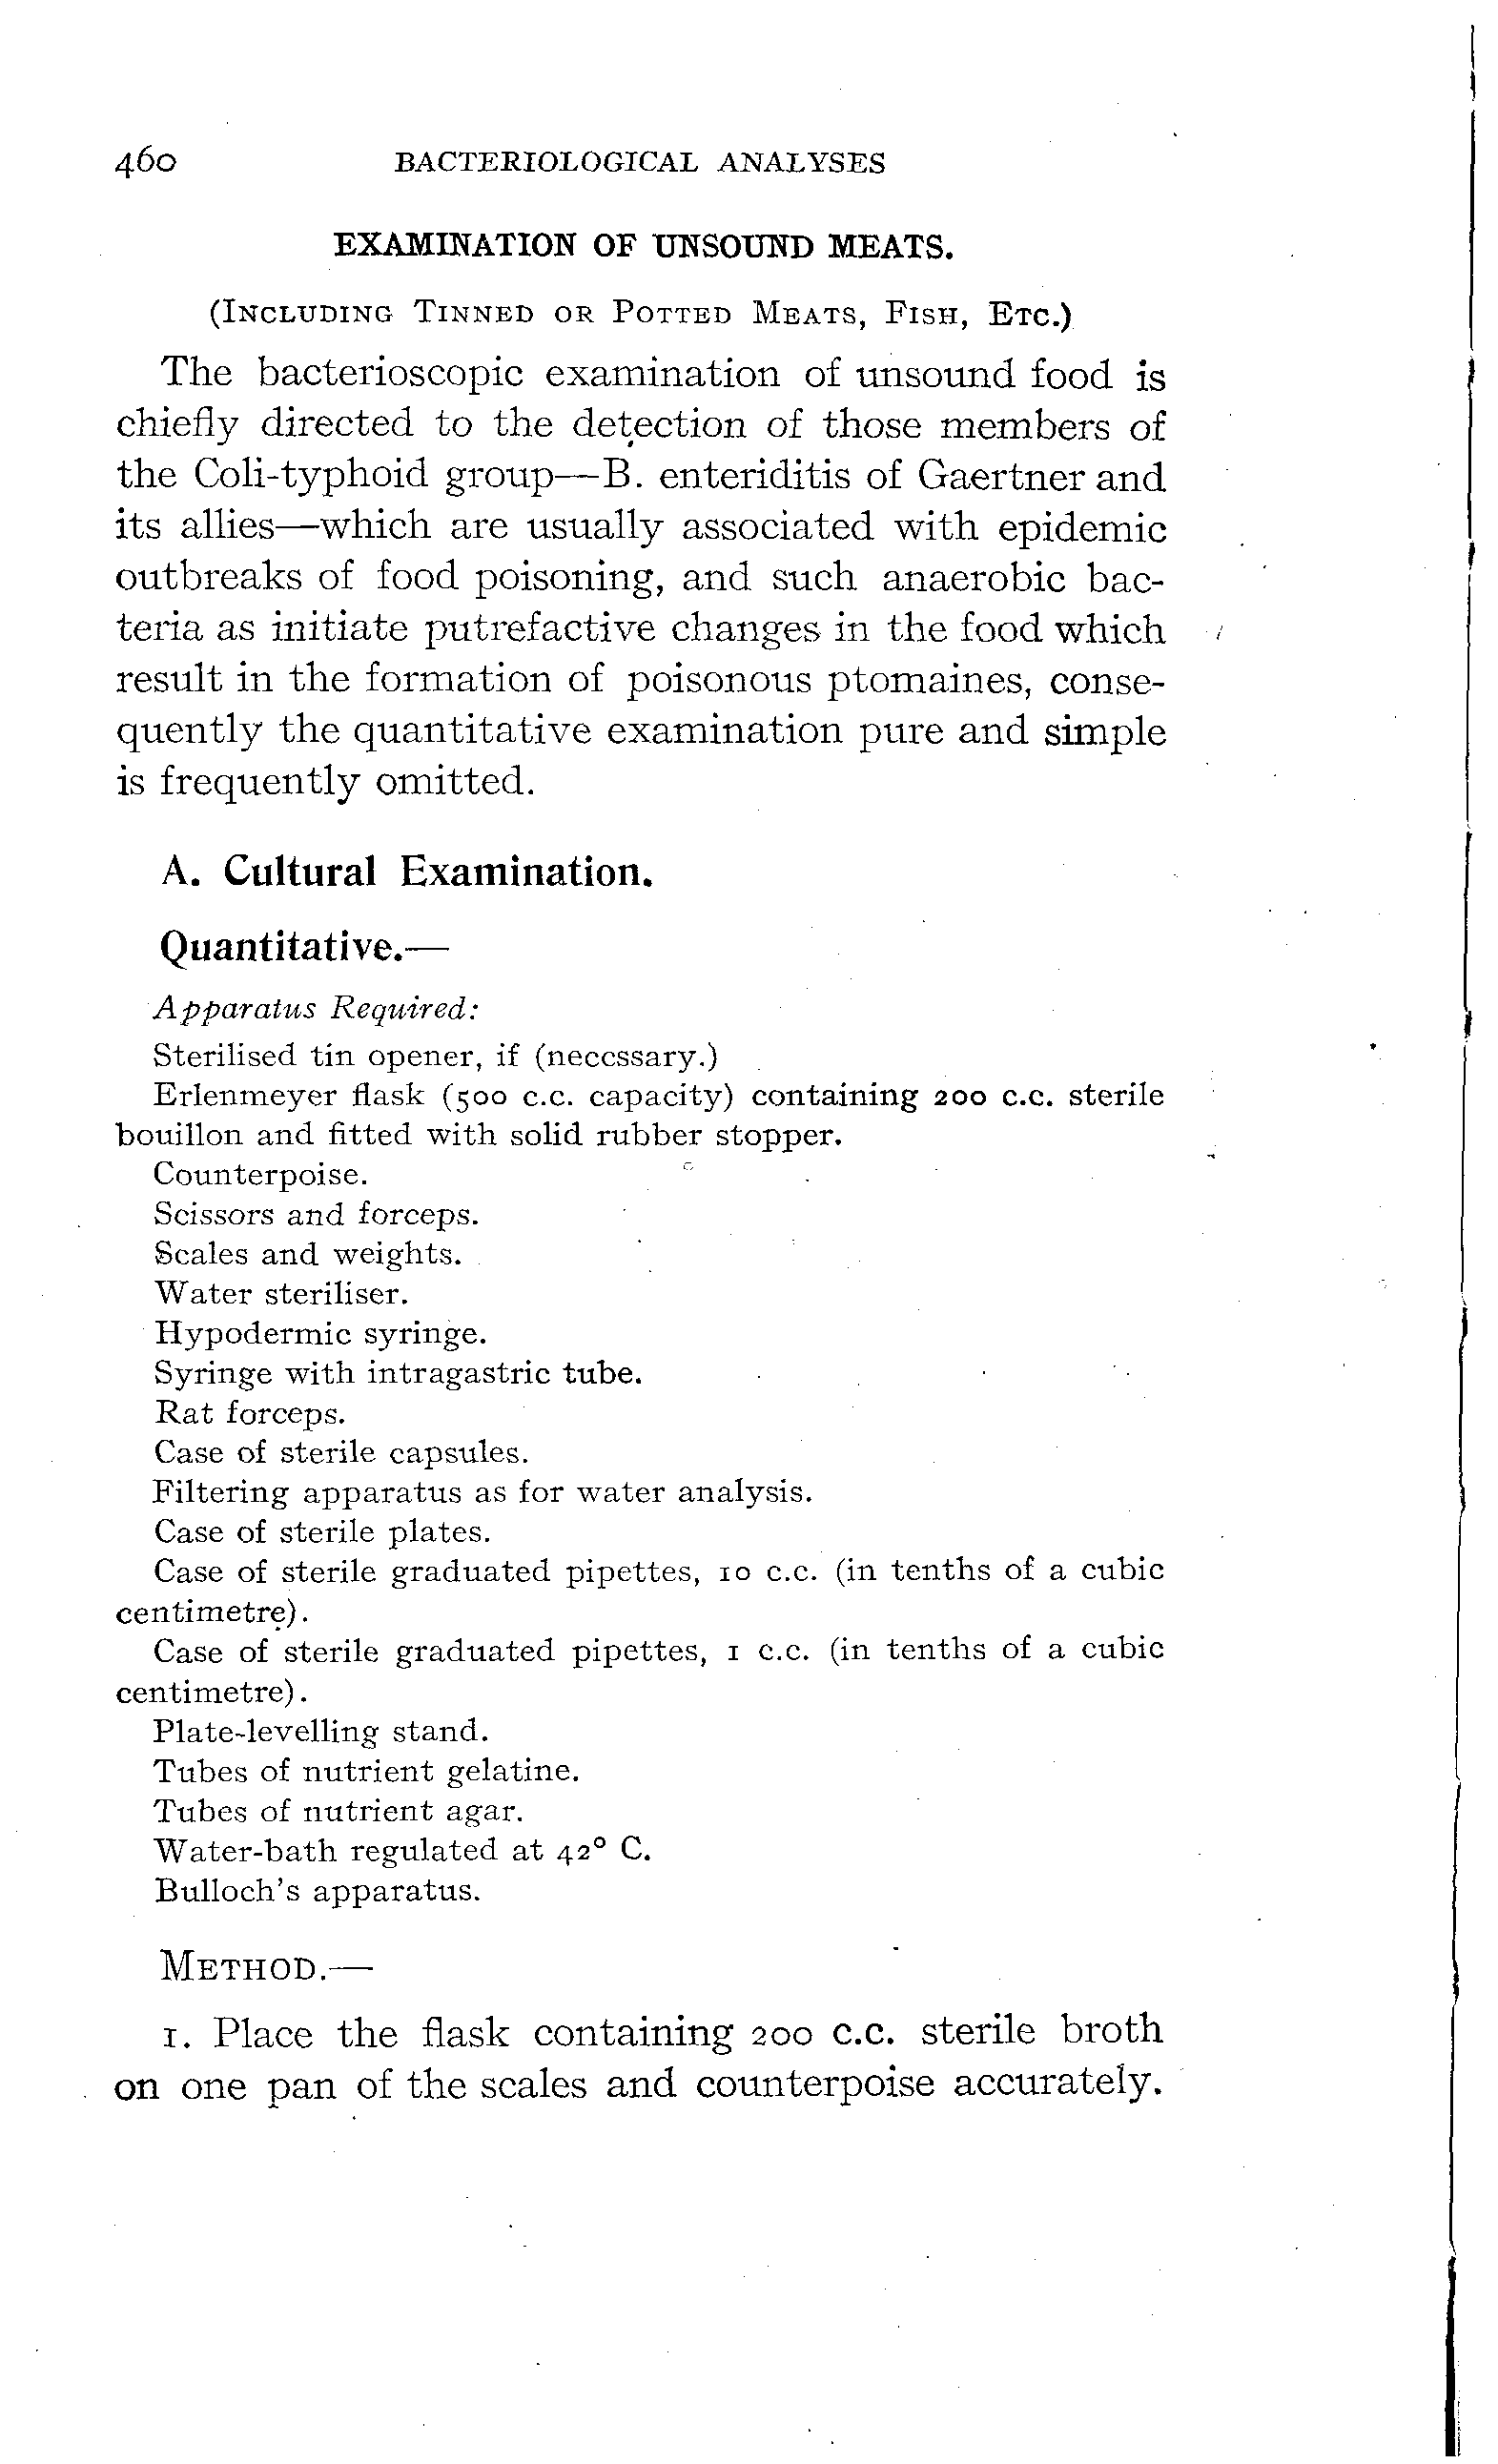 460 BACTERIOLOGICAL ANALYSES
EXAMINATION OF UNSOUND MEATS.
(INCLUDING TINNED OR POTTED MEATS, FISH, ETC.)
The bacterioscopic examination of unsound food is
chiefly directed to the detection of those members of
the Coli-typhoid group—B. enteriditis of Gaertner and
its allies—which are usually associated with epidemic
outbreaks of food poisoning, and such anaerobic bac-
teria as initiate putrefactive changes in the food which
result in the formation of poisonous ptomaines, conse-
quently the quantitative examination pure and simple
is frequently omitted.
A. Cultural Examination.
Quantitative.—
Apparatus Required:
Sterilised tin opener, if (neccssary.)
Erlenmeyer flask (500 c.c. capacity) containing 200 c.c. sterile
bouillon and fitted with solid rubber stopper.
Counterpoise.
Scissors and forceps.
Scales and weights.
Water steriliser.
Hypodermic syringe.
Syringe with intragastric tube.
Rat forceps.
Case of sterile capsules.
Filtering apparatus as for water analysis.
Case of sterile plates.
Case of sterile graduated pipettes, 10 c.c. (in tenths of a cubic
centimetre).
Case of sterile graduated pipettes, 1 c.c. (in tenths of a cubic
centimetre).
Plate-levelling stand.
Tubes of nutrient gelatine.
Tubes of nutrient agar.
Water-bath regulated at 42° C.
Bulloch's apparatus.
METHOD.—
1. Place the flask containing 200 c.c. sterile broth
on one pan of the scales and counterpoise accurately.